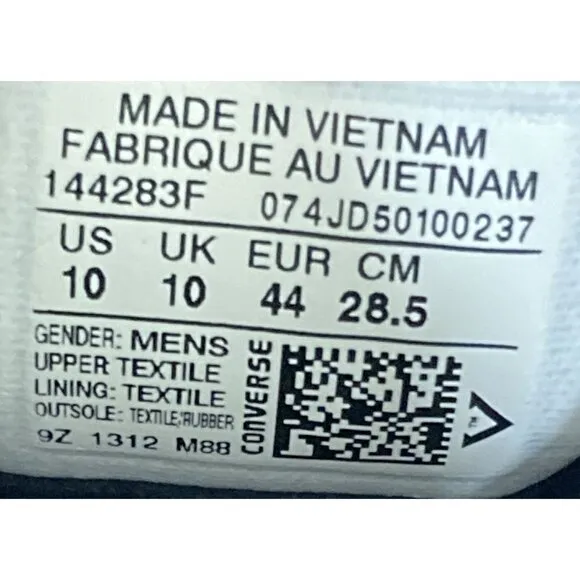 MADE IN VIETNAM
FABRIQUE AU VIETNAM
144283F 074JD50100237
US UK EUR CM
10 10 44 28.5
GENDER: MENS
UPPER TEXTILE
LINING: TEXTILE
OUTSOLE: TEXTILE/RUBBER
9Z 1312 M88
CONVERSE
TM